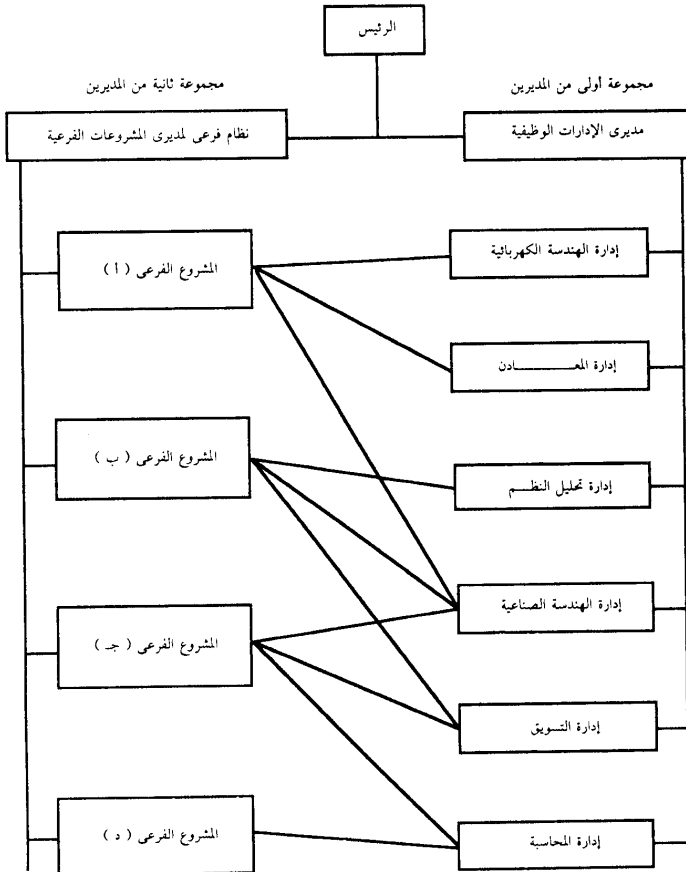 الرئيس
مجموعة أولى من المديرين
مجموعة ثانية من المديرين
مديرى الإدارات الوظيفية
نظام فرعى لمديرى المشروعات الفرعية
إدارة الهندسة الكهربائية
المشروع الفرعى ( أ )
إدارة المعـــــــــادن
المشروع الفرعى ( ب )
إدارة تحليل النظـــم
إدارة الهندسة الصناعية
المشروع الفرعى ( جـ )
إدارة التسويق
المشروع الفرعى ( د )
إدارة المحاسبة